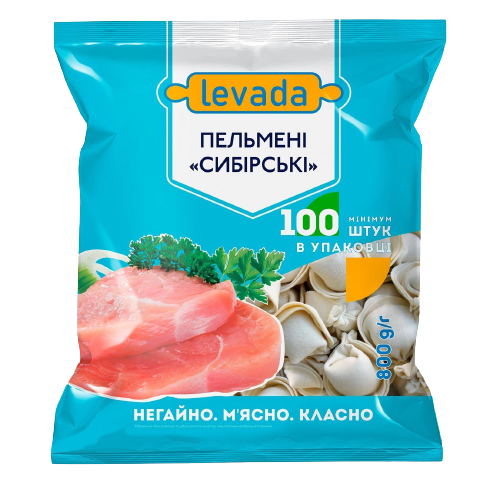 levada
ПЕЛЬМЕНІ
«СИБІРСЬКІ»
100 МІНІМУМ
ШТУК
В УПАКОВЦІ
800 g/г
НЕГАЙНО. М'ЯСНО. КЛАСНО